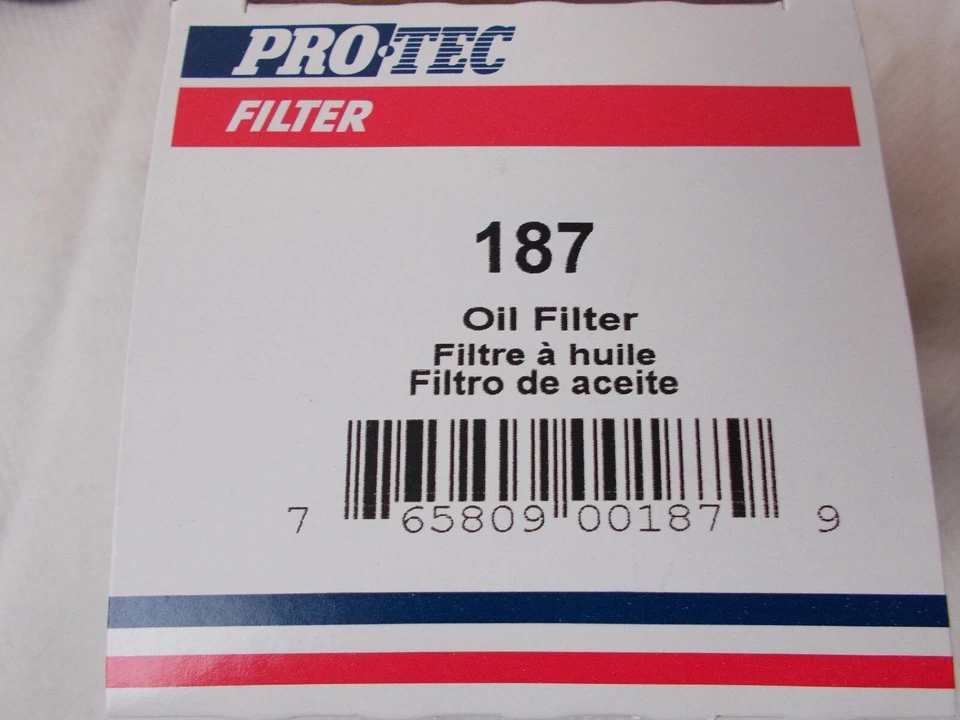 PRO·TEC
FILTER
187
Oil Filter
Filtre à huile
Filtro de aceite
7 65809 00187 9